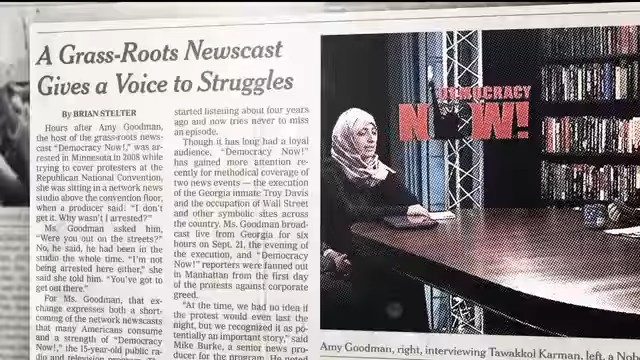 A Grass-Roots Newscast
Gives a Voice to Struggles
By BRIAN STELTER
Hours after Amy Goodman,
the host of the grass-roots news-
cast “Democracy Now!,” was ar-
rested in Minnesota in 2008 while
trying to cover protesters at the
Republican National Convention,
she was sitting in a network news
studio above the convention floor,
when a producer said: “I don’t
get it. Why wasn’t I arrested?”
Ms. Goodman asked him,
“Were you out on the streets?”
No, he said, he had been in the
studio the whole time. “I’m not
being arrested here either,” she
said she told him. “You’ve got to
get out there.”
For Ms. Goodman, that ex-
change expresses both a short-
coming of the network newscasts
that many Americans consume
and a strength of “Democracy
Now!,” the 15-year-old public ra-
dio and television program. The
started listening about four years
ago and now tries never to miss
an episode.
Though it has long had a loyal
audience, “Democracy Now!”
has gained more attention re-
cently for methodical coverage of
two news events — the execution
of the Georgia inmate Troy Davis
and the occupation of Wall Street
and other symbolic sites across
the country. Ms. Goodman broad-
cast live from Georgia for six
hours on Sept. 21, the evening of
the execution, and “Democracy
Now!” reporters were fanned out
in Manhattan from the first day
of the protests against corporate
greed.
“At the time, we had no idea if
the protest would even last the
night, but we recognized it as po-
tentially an important story,” said
Mike Burke, a senior news pro-
ducer for the program. He noted
DEMOCRACY
NOW!
Amy Goodman, right, interviewing Tawakkol Karman, left, a Nob